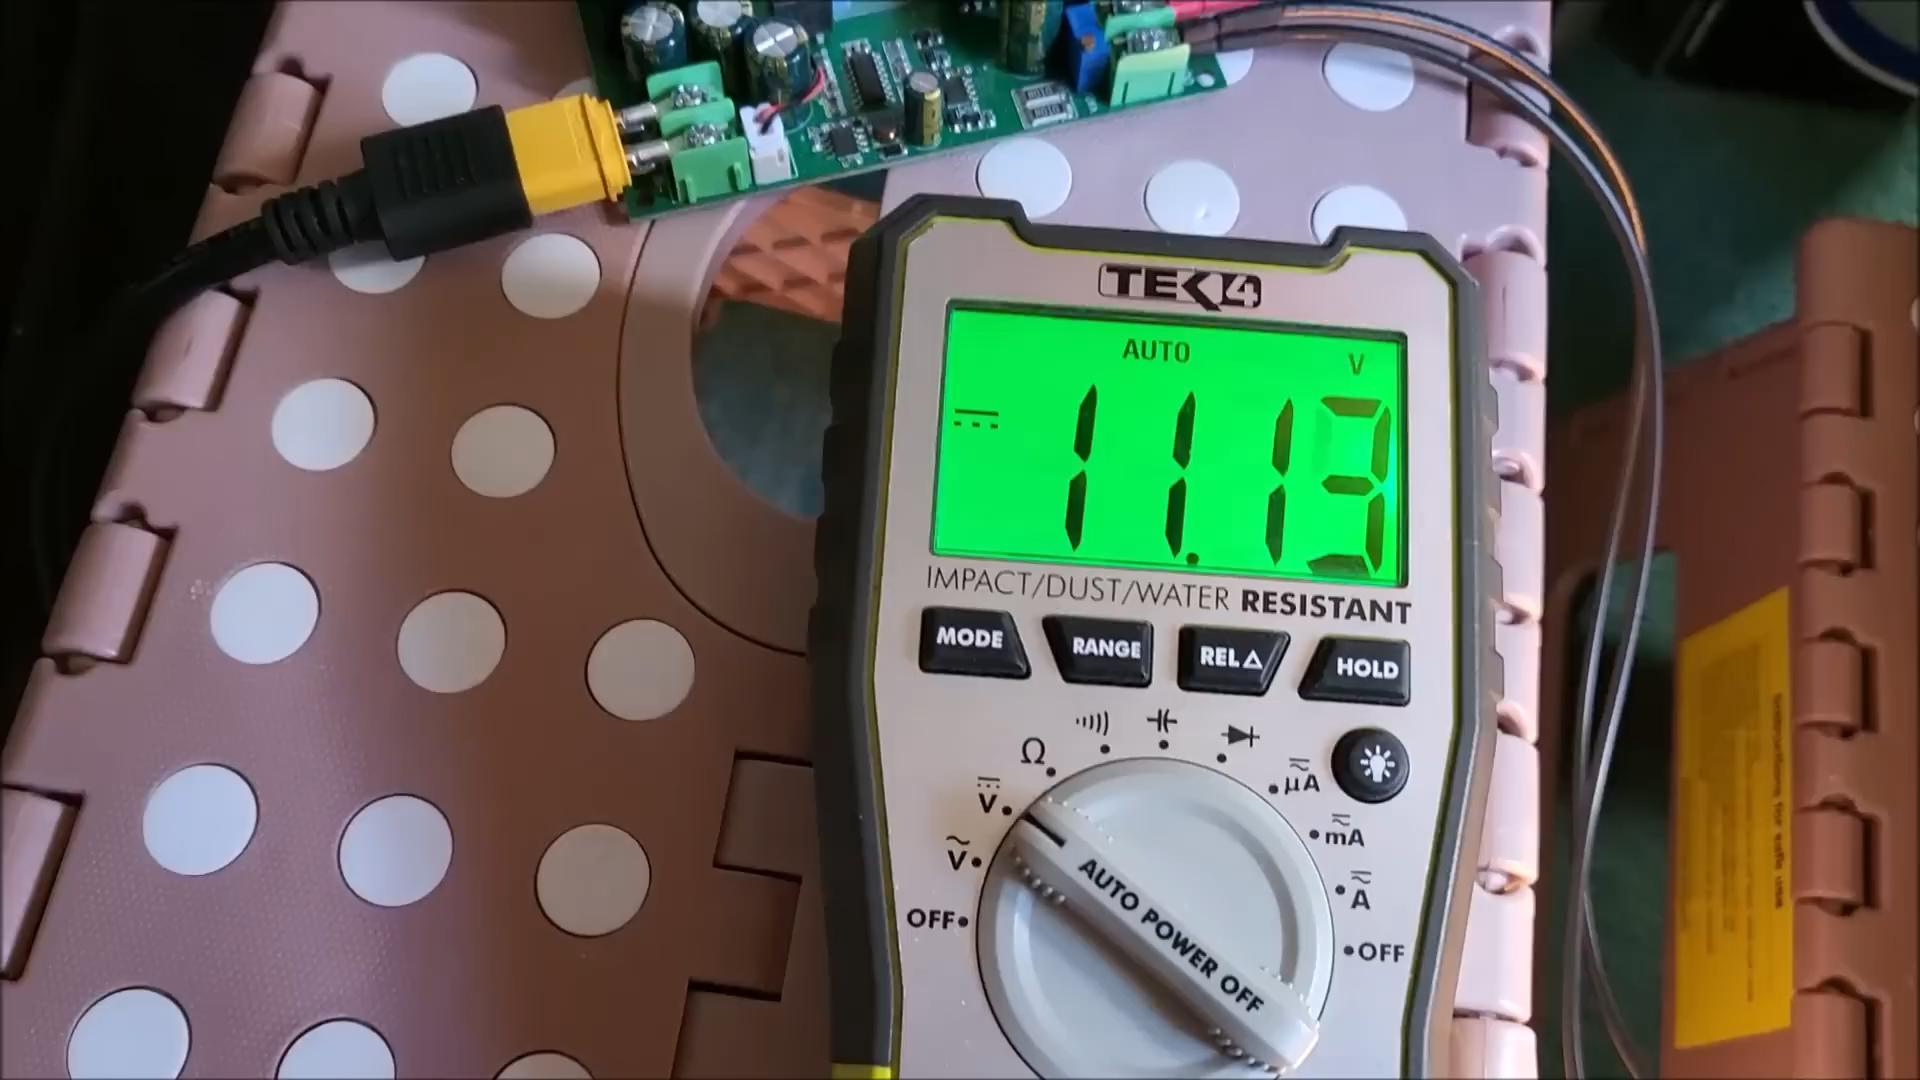 TEK4
AUTO V
11.13
IMPACT/DUST/WATER RESISTANT
MODE RANGE REL△ HOLD
Ω
V
V
OFF
μA
mA
A
OFF
AUTO POWER OFF